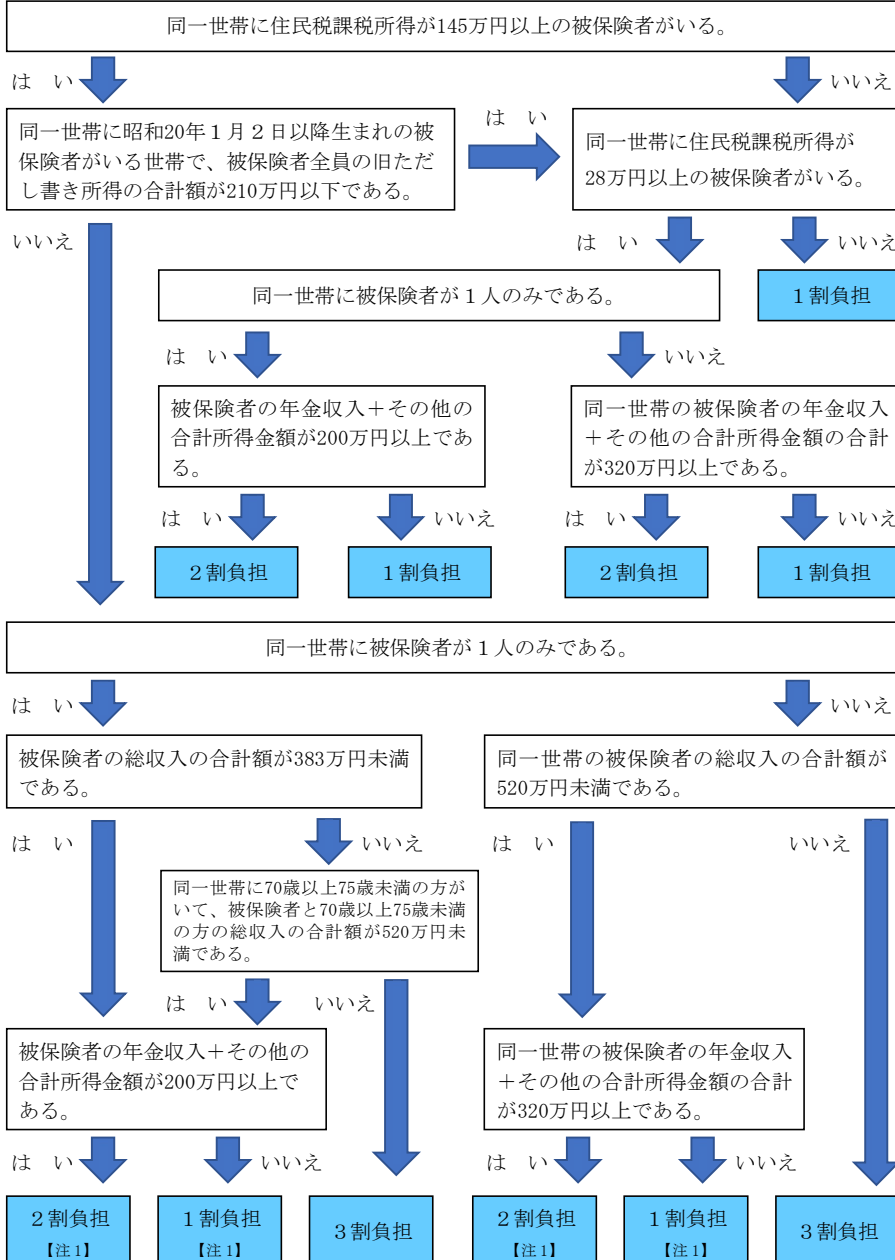 同一世帯に住民税課税所得が145万円以上の被保険者がいる。
は い
いいえ
同一世帯に昭和20年1月2日以降生まれの被
保険者がいる世帯で、被保険者全員の旧ただ
し書き所得の合計額が210万円以下である。
は い
同一世帯に住民税課税所得が
28万円以上の被保険者がいる。
いいえ
は い
いいえ
同一世帯に被保険者が1人のみである。
1割負担
は い
いいえ
被保険者の年金収入+その他の
合計所得金額が200万円以上であ
る。
同一世帯の被保険者の年金収入
+その他の合計所得金額の合計
が320万円以上である。
は い
いいえ
は い
いいえ
2割負担
1割負担
2割負担
1割負担
同一世帯に被保険者が1人のみである。
は い
いいえ
被保険者の総収入の合計額が383万円未満
である。
同一世帯の被保険者の総収入の合計額が
520万円未満である。
は い
いいえ
は い
いいえ
同一世帯に70歳以上75歳未満の方が
いて、被保険者と70歳以上75歳未満
の方の総収入の合計額が520万円未
満である。
は い
いいえ
被保険者の年金収入+その他の
合計所得金額が200万円以上で
ある。
同一世帯の被保険者の年金収入
+その他の合計所得金額の合計
が320万円以上である。
は い
いいえ
は い
いいえ
2割負担
【注1】
1割負担
【注1】
3割負担
2割負担
【注1】
1割負担
【注1】
3割負担